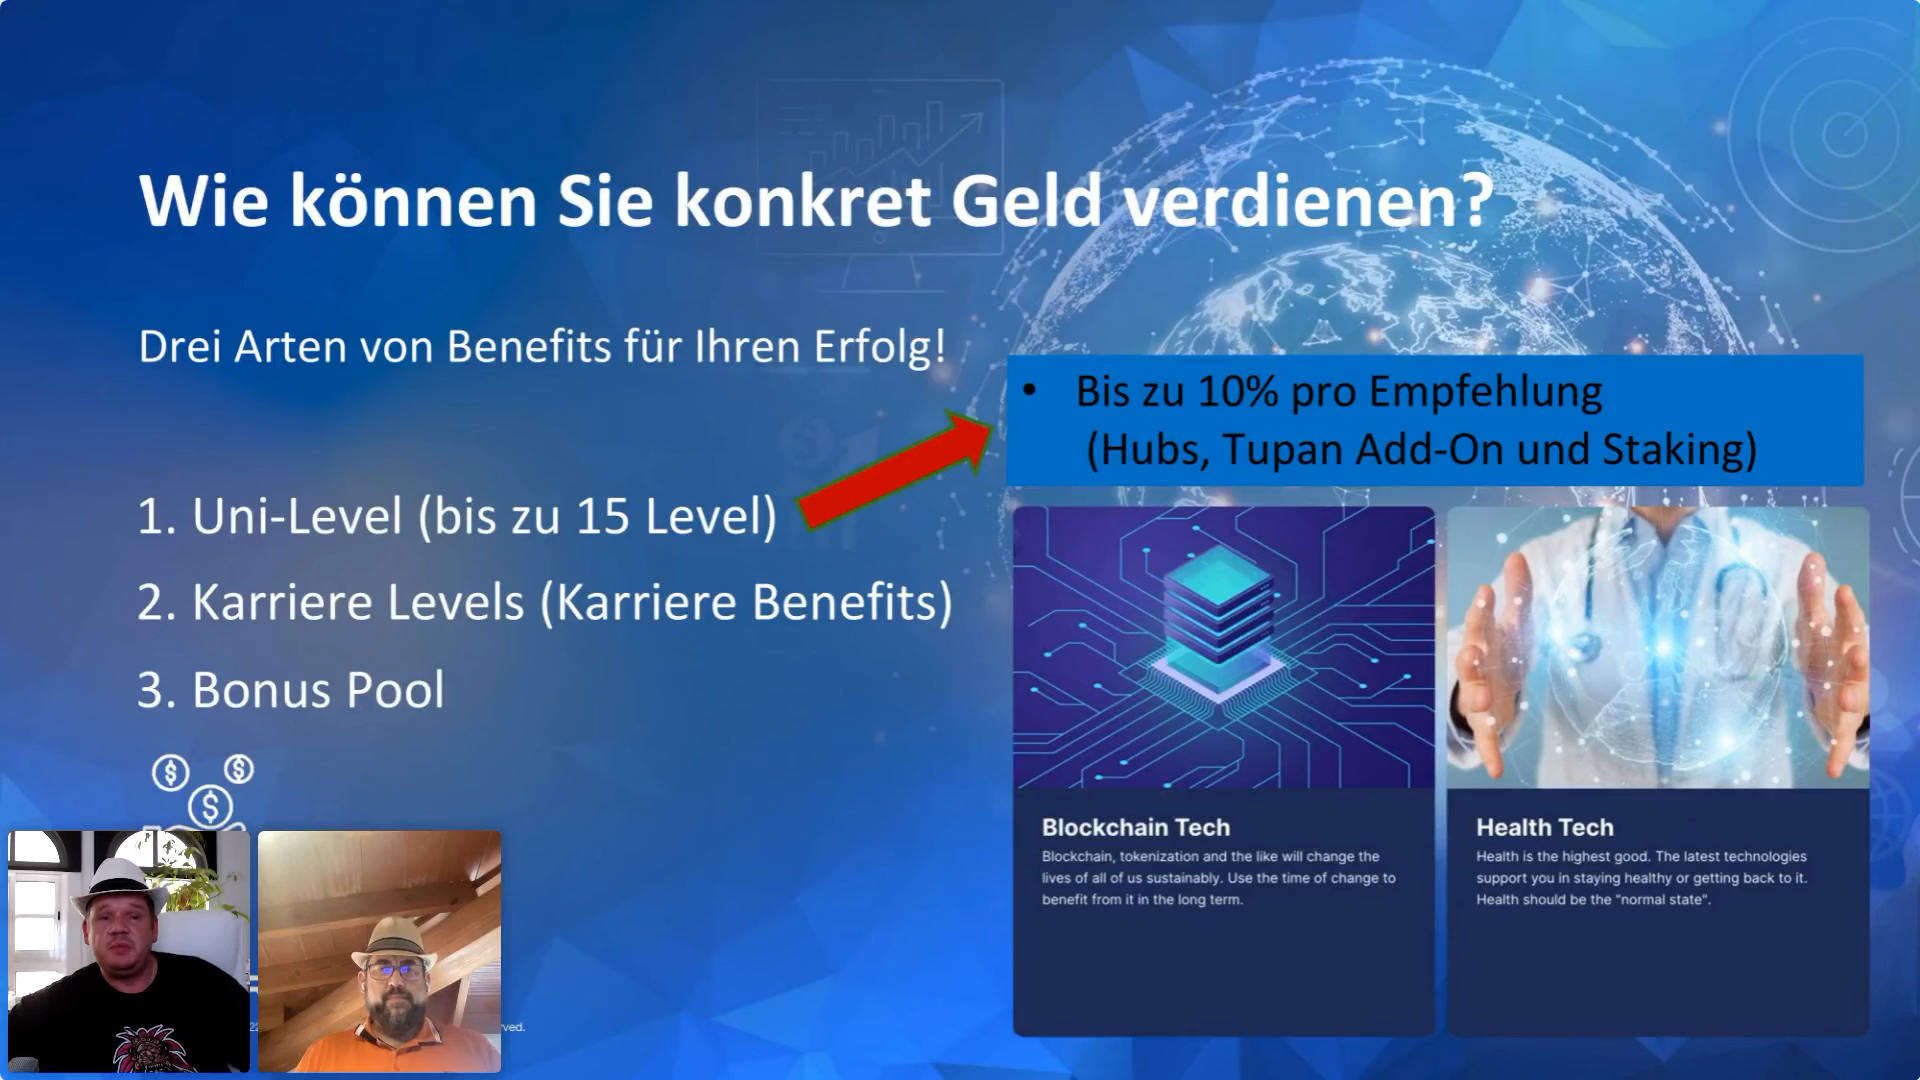 Wie können Sie konkret Geld verdienen?
Drei Arten von Benefits für Ihren Erfolg!
• Bis zu 10% pro Empfehlung
(Hubs, Tupan Add-On und Staking)
1. Uni-Level (bis zu 15 Level)
2. Karriere Levels (Karriere Benefits)
3. Bonus Pool
Blockchain Tech
Blockchain, tokenization and the like will change the
lives of all of us sustainably. Use the time of change to
benefit from it in the long term.
Health Tech
Health is the highest good. The latest technologies
support you in staying healthy or getting back to it.
Health should be the "normal state".